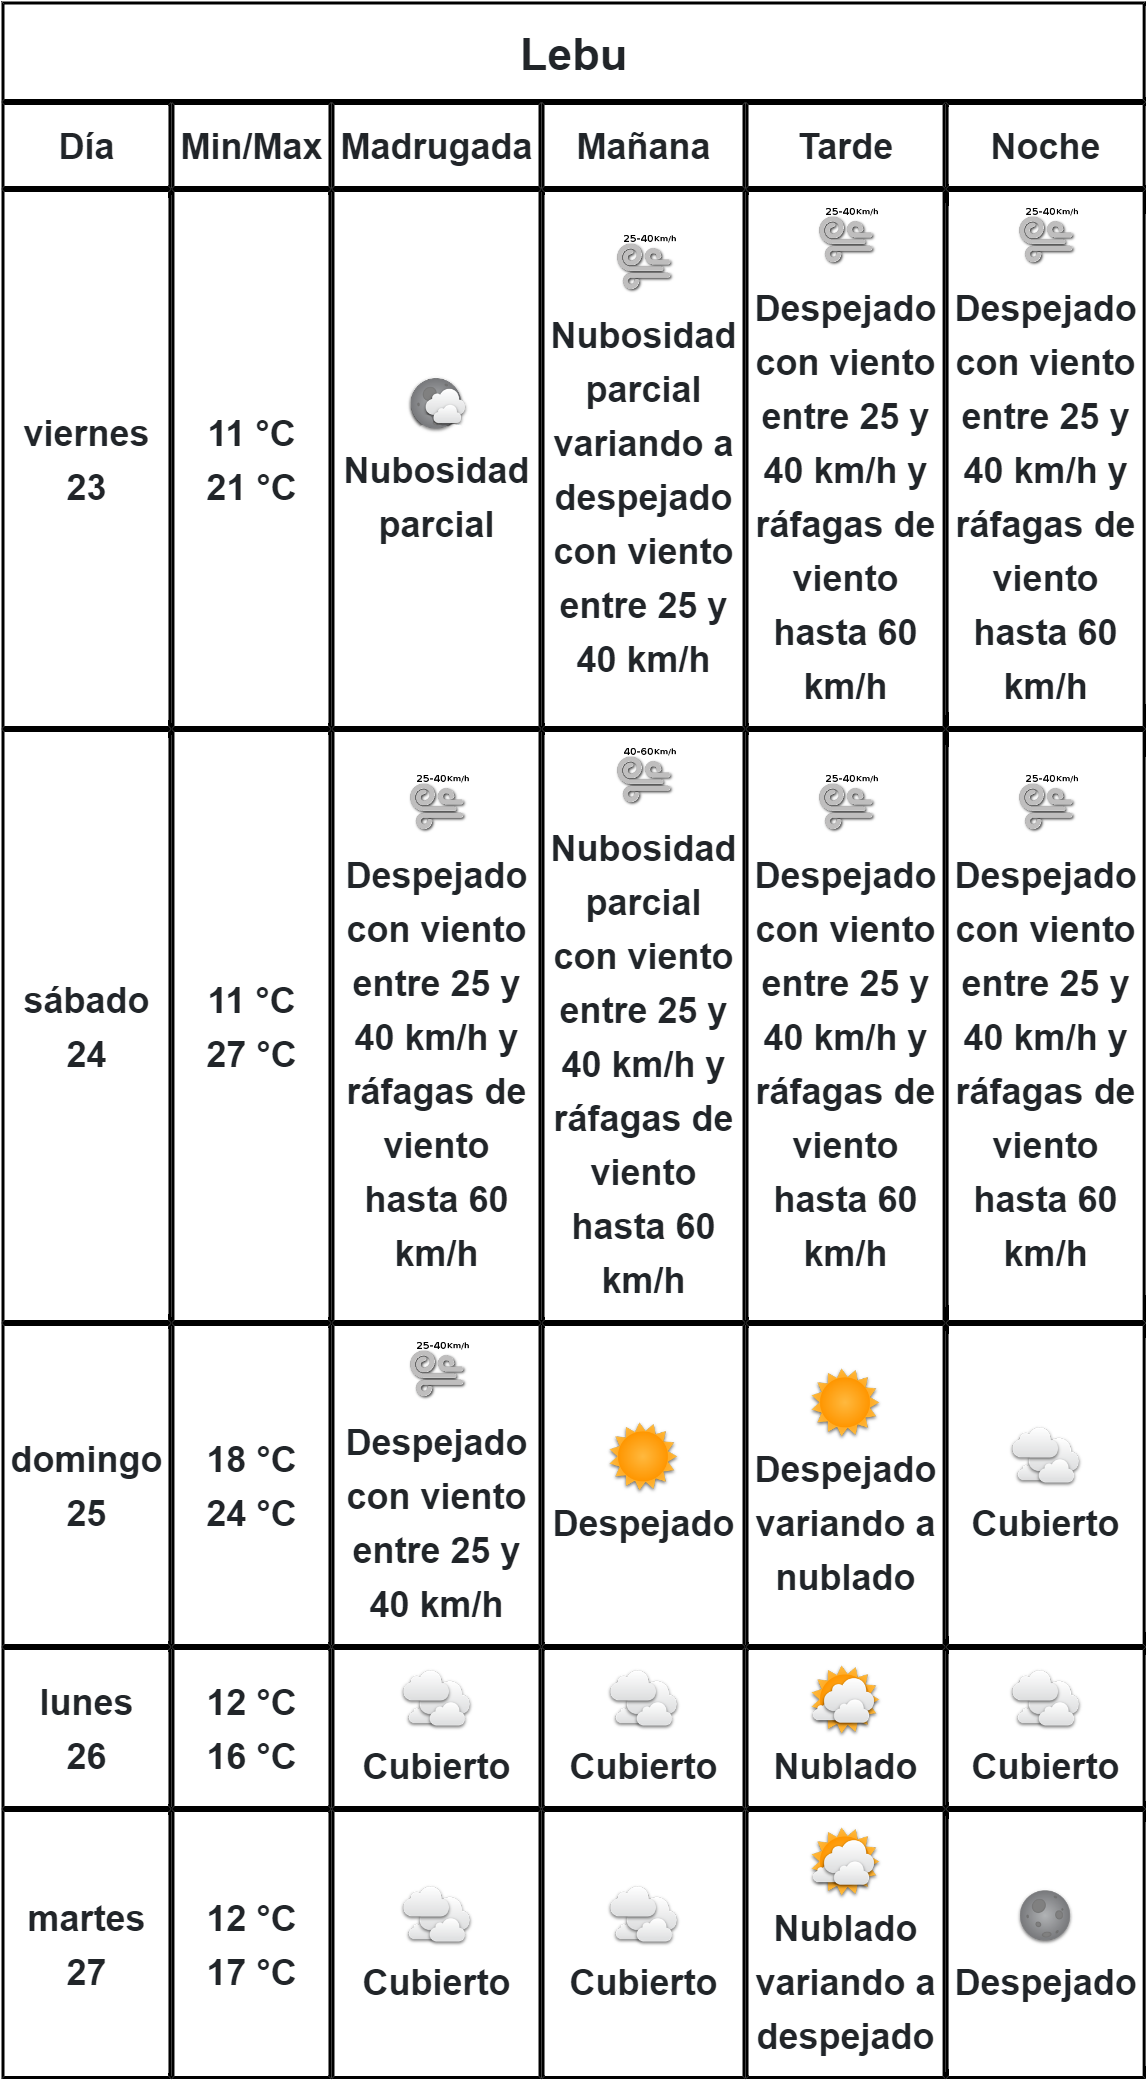 Lebu
Día
Min/Max
Madrugada
Mañana
Tarde
Noche
viernes
23
11 °C
21 °C
Nubosidad
parcial
25-40Km/h
Nubosidad
parcial
variando a
despejado
con viento
entre 25 y
40 km/h
25-40Km/h
Despejado
con viento
entre 25 y
40 km/h y
ráfagas de
viento
hasta 60
km/h
25-40Km/h
Despejado
con viento
entre 25 y
40 km/h y
ráfagas de
viento
hasta 60
km/h
sábado
24
11 °C
27 °C
25-40Km/h
Despejado
con viento
entre 25 y
40 km/h y
ráfagas de
viento
hasta 60
km/h
40-60Km/h
Nubosidad
parcial
con viento
entre 25 y
40 km/h y
ráfagas de
viento
hasta 60
km/h
25-40Km/h
Despejado
con viento
entre 25 y
40 km/h y
ráfagas de
viento
hasta 60
km/h
25-40Km/h
Despejado
con viento
entre 25 y
40 km/h y
ráfagas de
viento
hasta 60
km/h
domingo
25
18 °C
24 °C
25-40Km/h
Despejado
con viento
entre 25 y
40 km/h
Despejado
Despejado
variando a
nublado
Cubierto
lunes
26
12 °C
16 °C
Cubierto
Cubierto
Nublado
Cubierto
martes
27
12 °C
17 °C
Cubierto
Cubierto
Nublado
variando a
despejado
Despejado